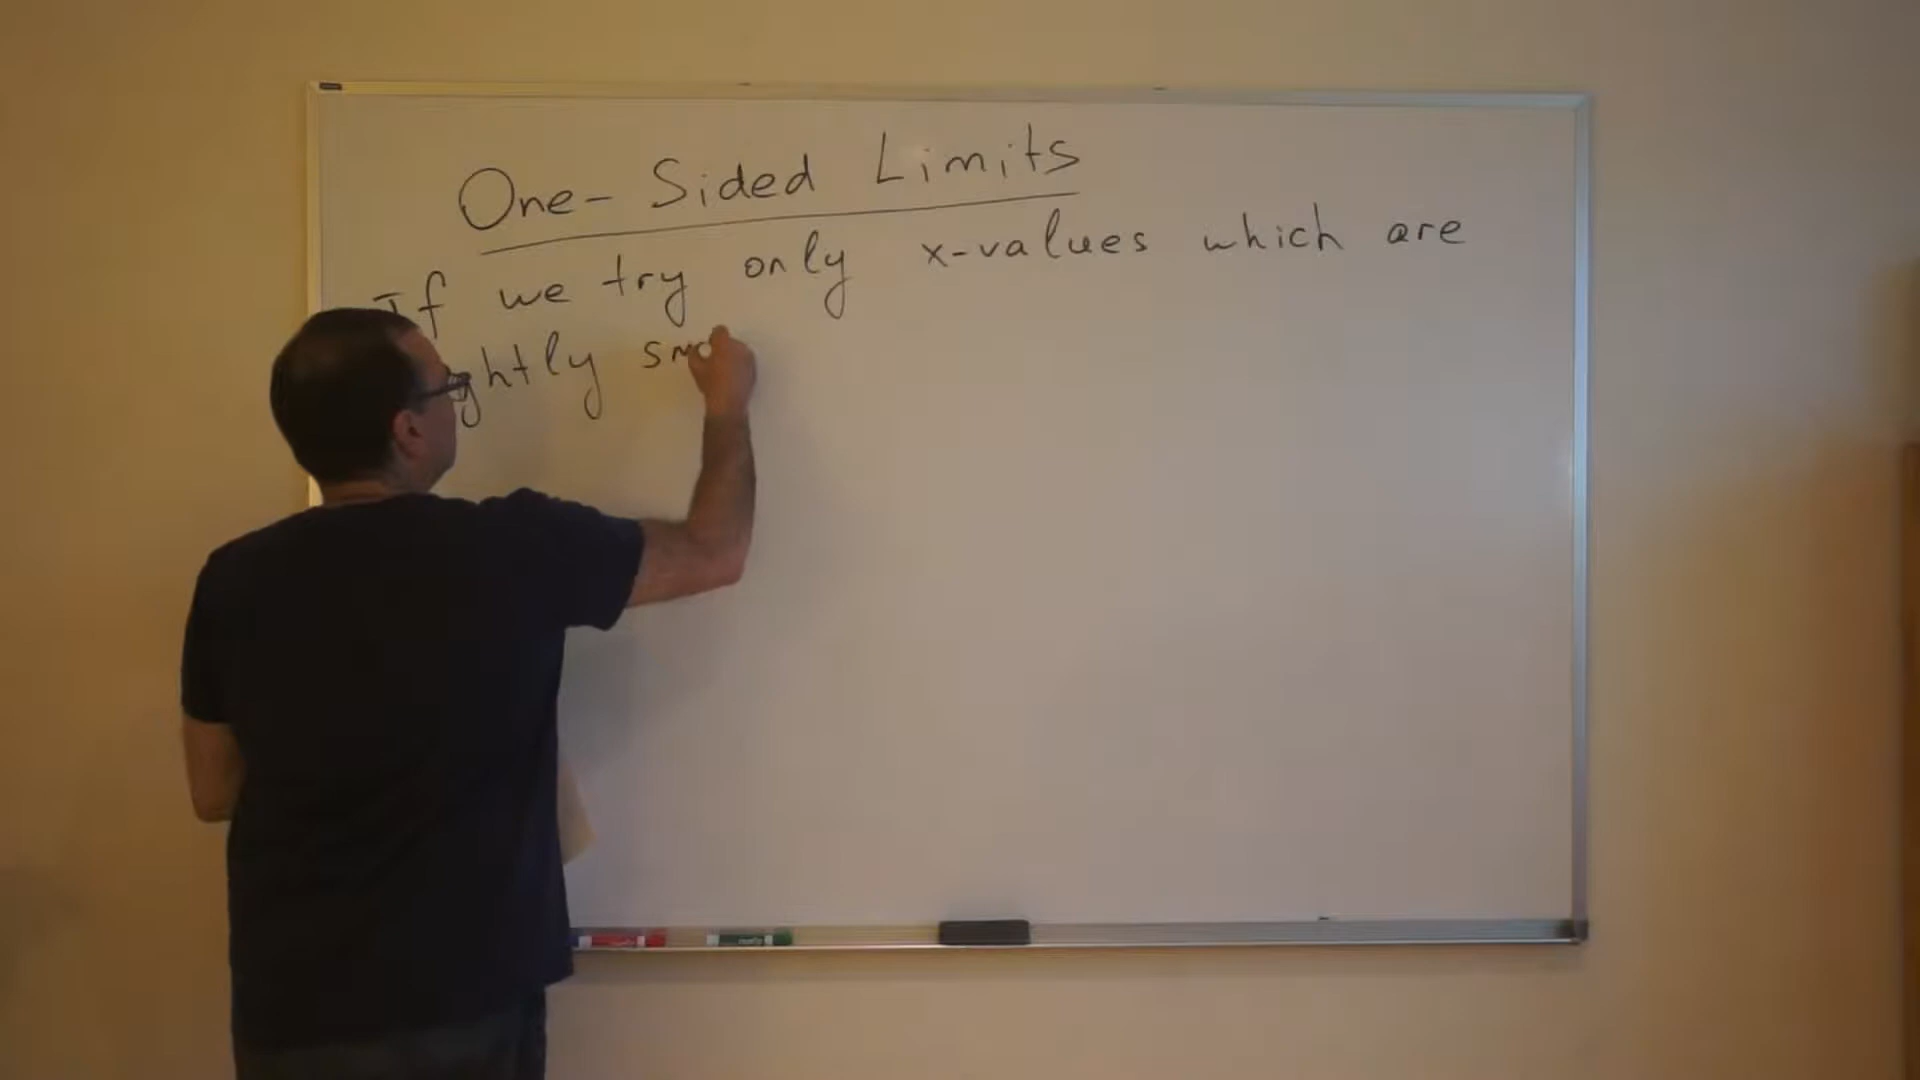 One-Sided Limits
If we try only x-values which are
ghtly sm